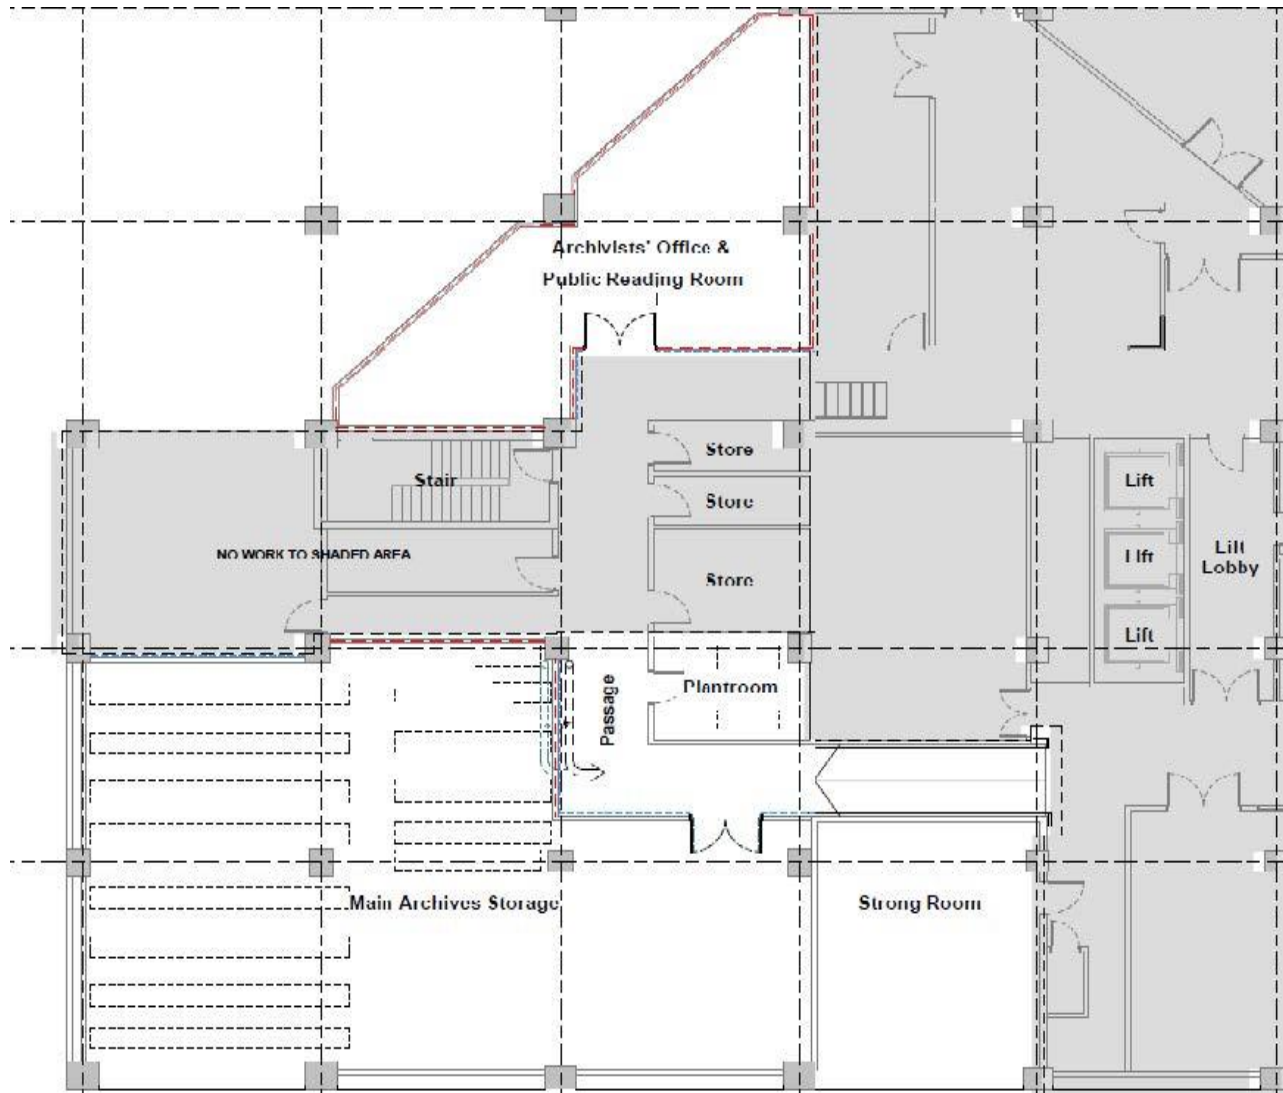 Archivists' Office &
Public Reading Room
Store
Stair
Lift
Store
NO WORK TO SHADED AREA
Lift
Lift
Lobby
Store
Lift
Passage
Plantroom
Main Archives Storage
Strong Room